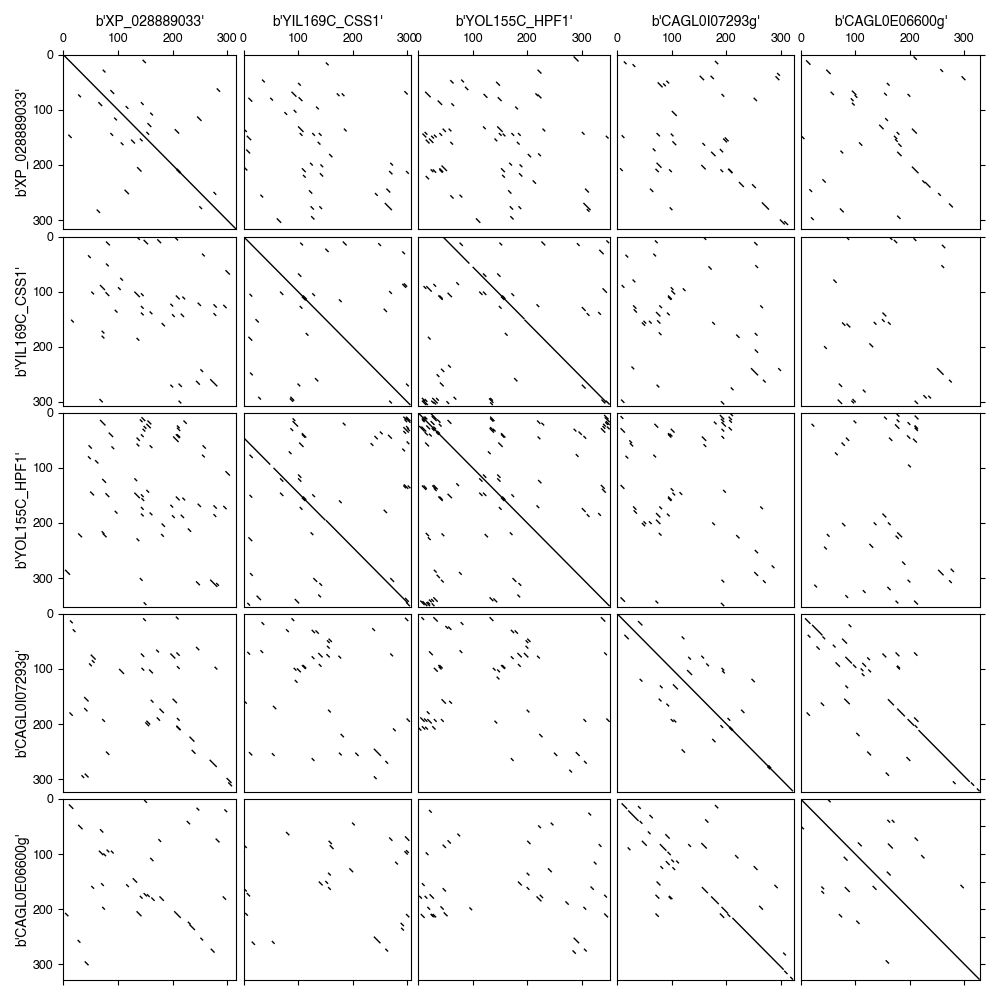 b'XP_028889033' b'YIL169C_CSS1' b'YOL155C_HPF1' b'CAGL0I07293g' b'CAGL0E06600g'
0 100 200 300 0 100 200 300 0 100 200 300 0 100 200 300 0 100 200 300
b'XP_028889033' 0 100 200 300
b'YIL169C_CSS1' 0 100 200 300
b'YOL155C_HPF1' 0 100 200 300
b'CAGL0I07293g' 0 100 200 300
b'CAGL0E06600g' 0 100 200 300